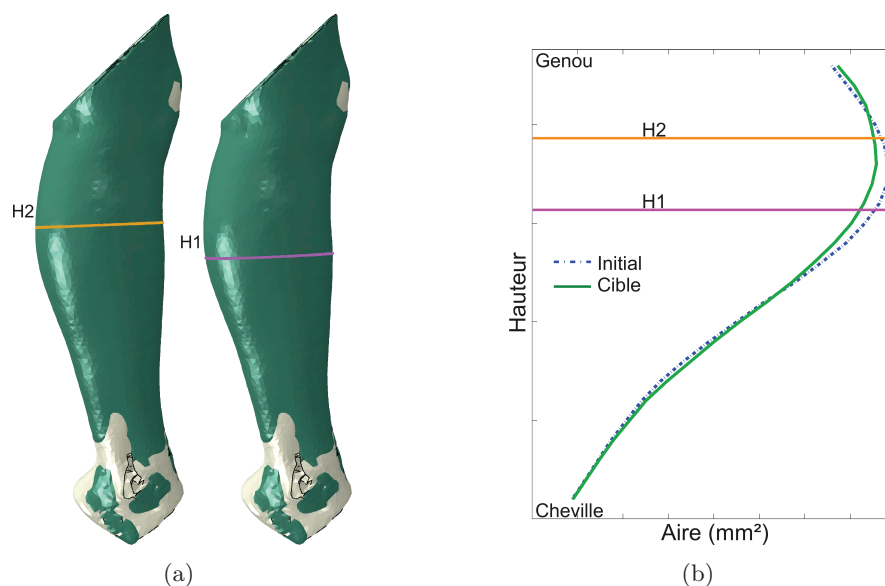 H2
H1
(a)
Genou
H2
H1
Initial
Cible
Hauteur
Cheville
Aire (mm²)
(b)